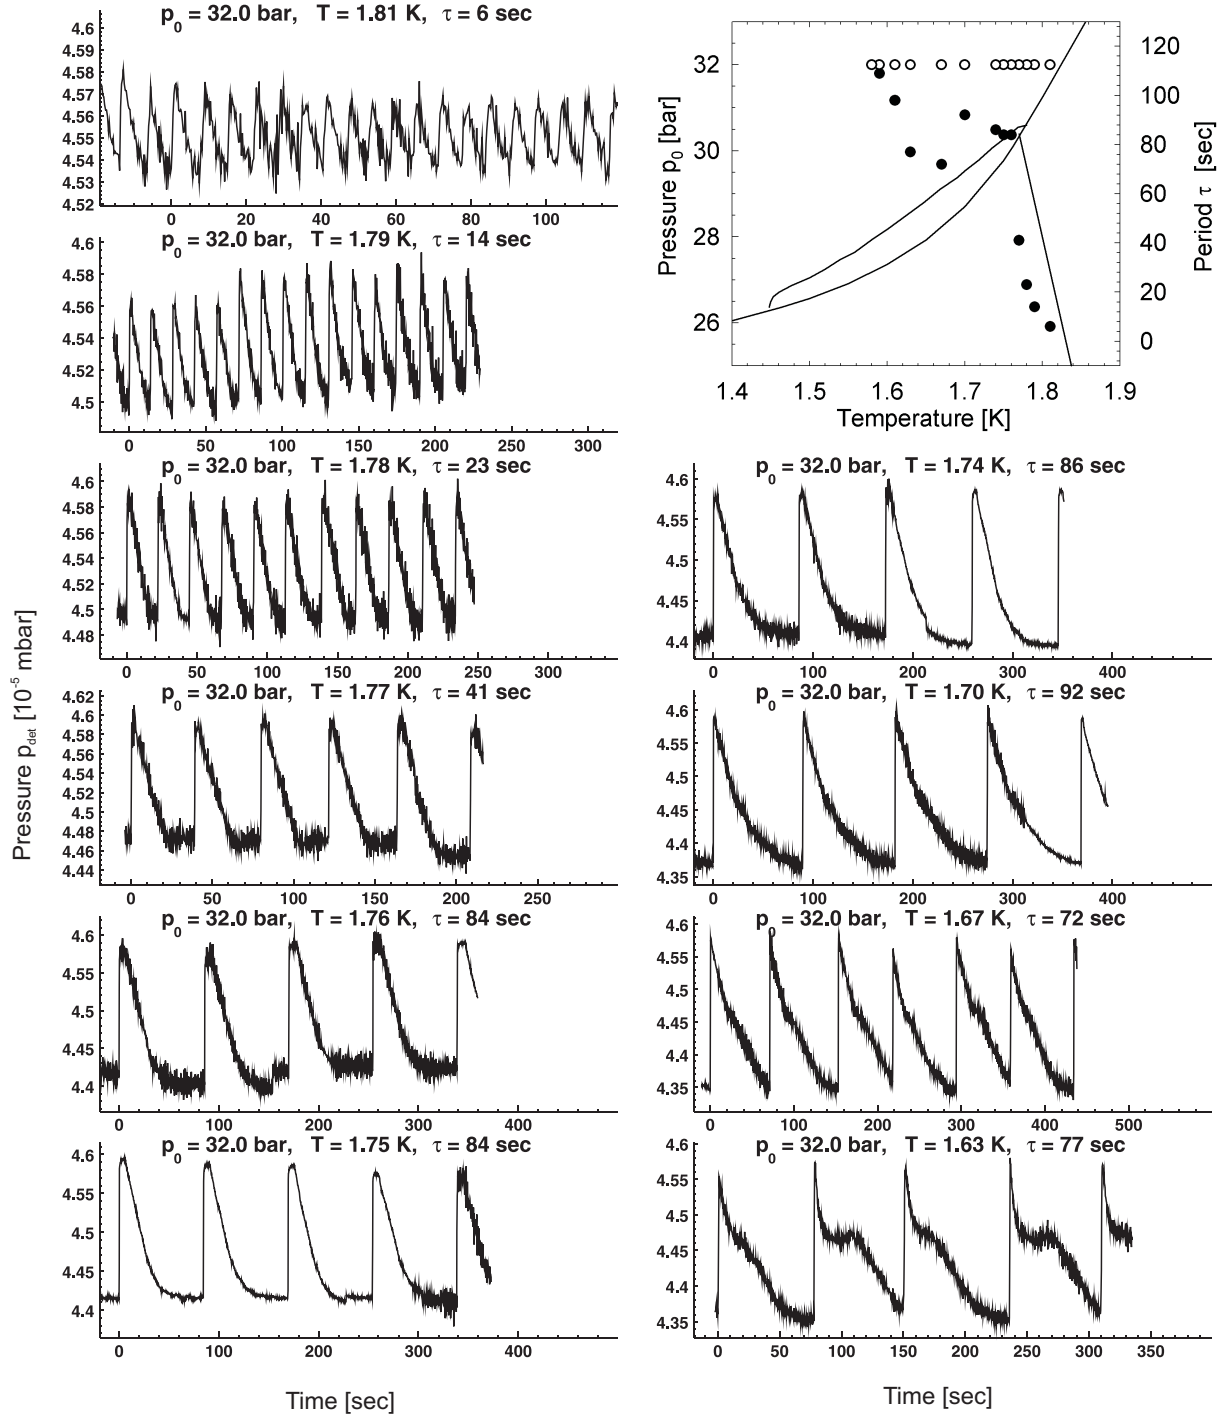 p0 = 32.0 bar, T = 1.81 K, τ = 6 sec
4.6
4.59
4.58
4.57
4.56
4.55
4.54
4.53
4.52
0 20 40 60 80 100
p0 = 32.0 bar, T = 1.79 K, τ = 14 sec
4.6
4.58
4.56
4.54
4.52
4.5
0 50 100 150 200 250 300
p0 = 32.0 bar, T = 1.78 K, τ = 23 sec
4.6
4.58
4.56
4.54
4.52
4.5
4.48
0 50 100 150 200 250 300
p0 = 32.0 bar, T = 1.77 K, τ = 41 sec
4.62
4.6
4.58
4.56
4.54
4.52
4.5
4.48
4.46
4.44
0 50 100 150 200 250
p0 = 32.0 bar, T = 1.76 K, τ = 84 sec
4.6
4.55
4.5
4.45
4.4
0 100 200 300 400
p0 = 32.0 bar, T = 1.75 K, τ = 84 sec
4.6
4.55
4.5
4.45
4.4
0 100 200 300 400
Time [sec]
Pressure pdet [10-5 mbar]
Pressure p0 [bar]
32
30
28
26
1.4 1.5 1.6 1.7 1.8 1.9
Temperature [K]
120
100
80
60
40
20
0
Period τ [sec]
p0 = 32.0 bar, T = 1.74 K, τ = 86 sec
4.6
4.55
4.5
4.45
4.4
0 100 200 300 400
p0 = 32.0 bar, T = 1.70 K, τ = 92 sec
4.6
4.55
4.5
4.45
4.4
4.35
0 100 200 300 400
p0 = 32.0 bar, T = 1.67 K, τ = 72 sec
4.6
4.55
4.5
4.45
4.4
4.35
0 100 200 300 400 500
p0 = 32.0 bar, T = 1.63 K, τ = 77 sec
4.6
4.55
4.5
4.45
4.4
4.35
0 50 100 150 200 250 300 350
Time [sec]